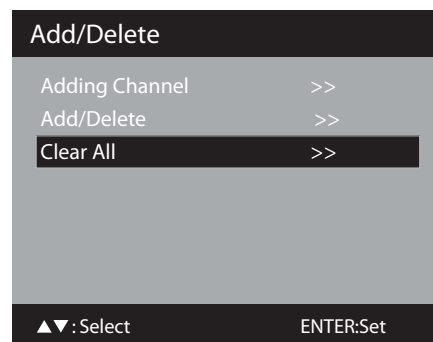 Add/Delete
Adding Channel >>
Add/Delete >>
Clear All >>
▲▼: Select ENTER:Set